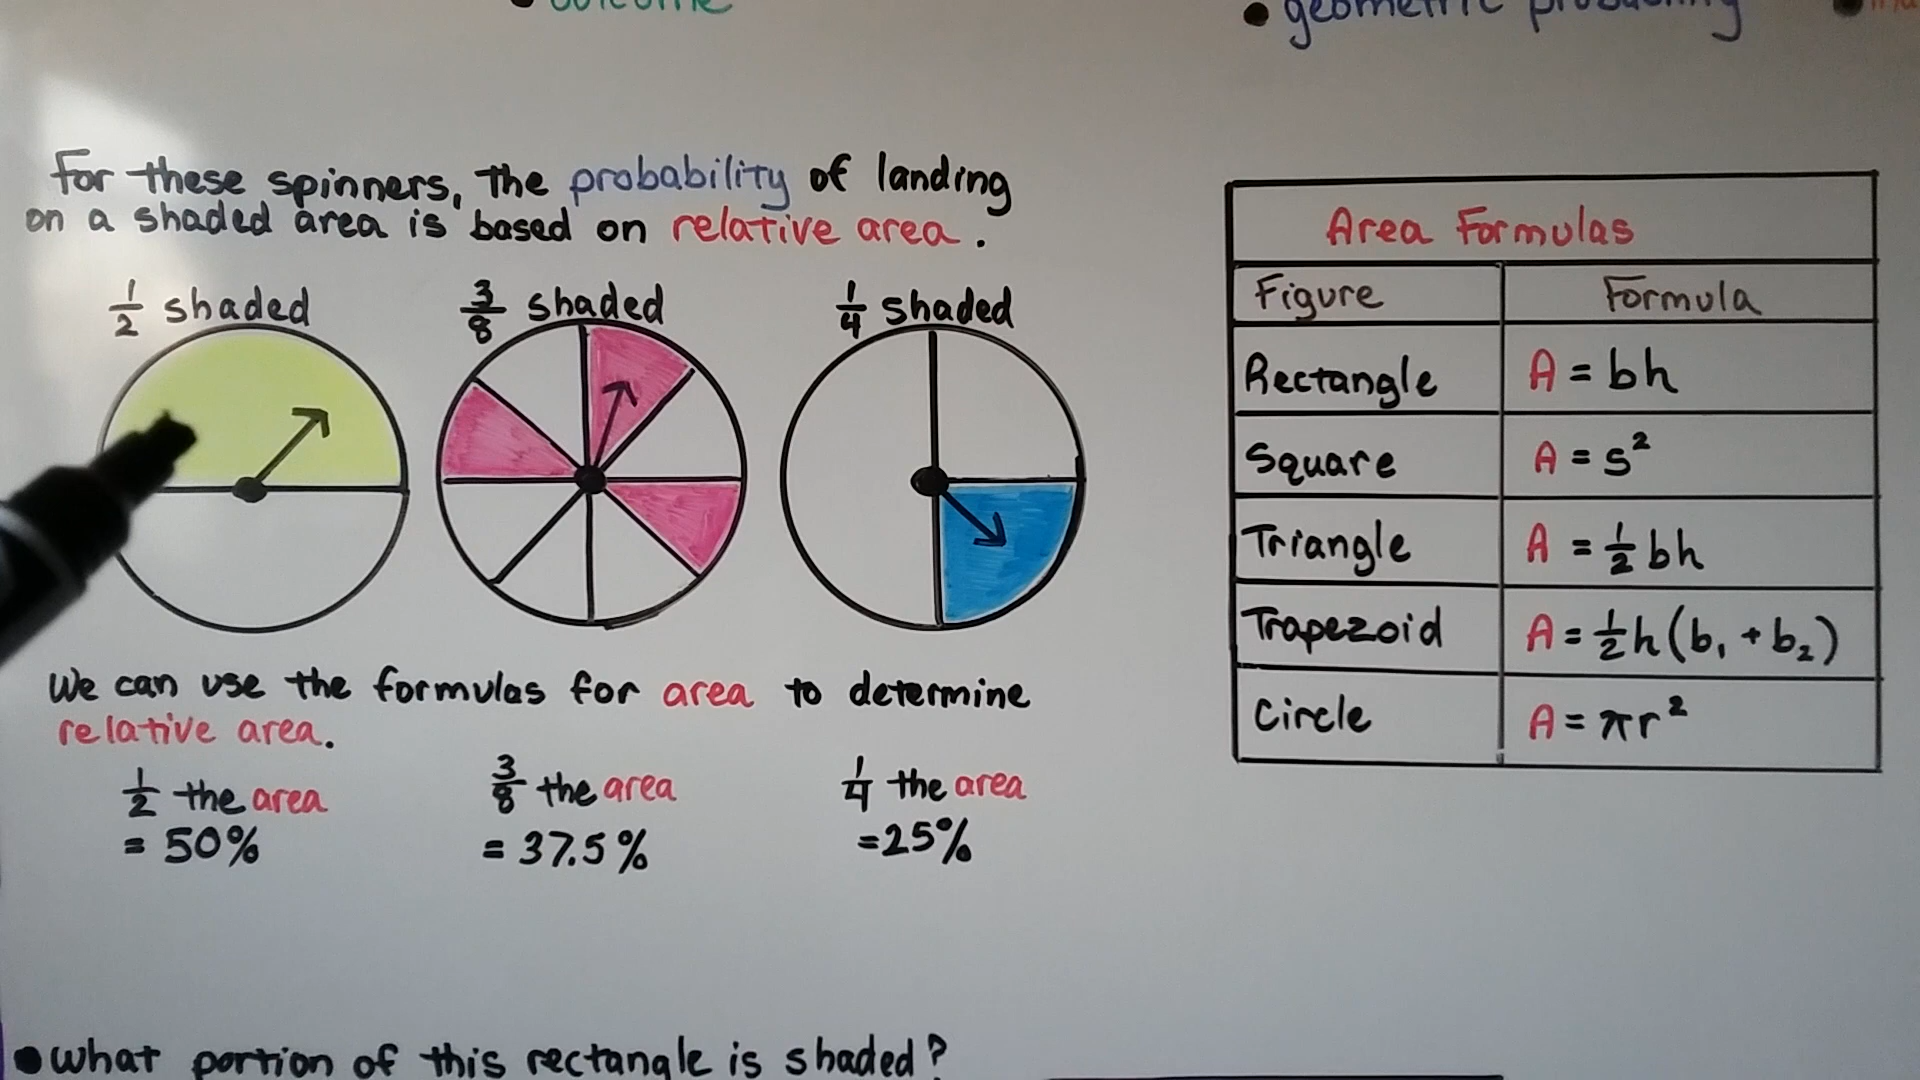 • outcome
• geometric probability
For these spinners, the probability of landing
on a shaded area is based on relative area.
1/2 shaded
3/8 shaded
1/4 shaded
We can use the formulas for area to determine
relative area.
1/2 the area
= 50%
3/8 the area
= 37.5%
1/4 the area
=25%
Area Formulas
Figure Formula
Rectangle A = bh
Square A = s²
Triangle A = 1/2 bh
Trapezoid A = 1/2 h(b₁ + b₂)
Circle A = πr²
• What portion of this rectangle is shaded?